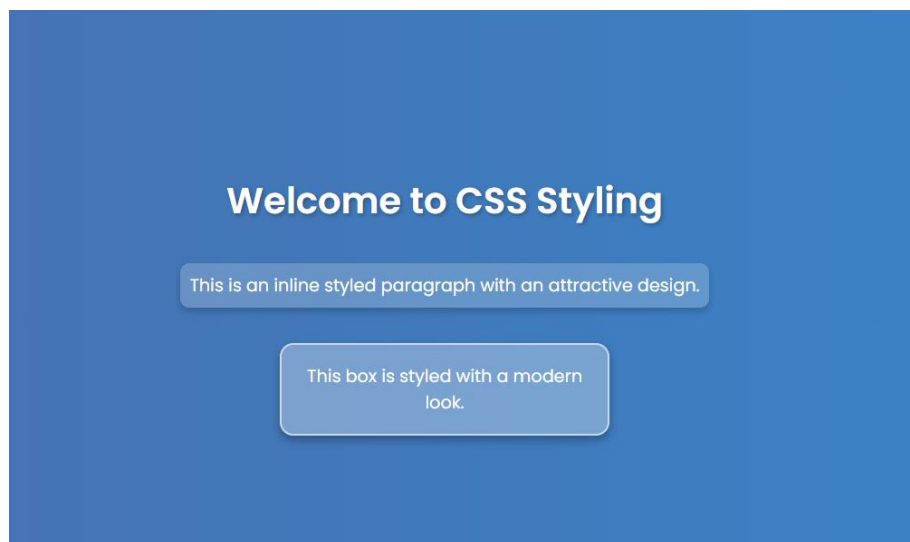 Welcome to CSS Styling
This is an inline styled paragraph with an attractive design.
This box is styled with a modern
look.